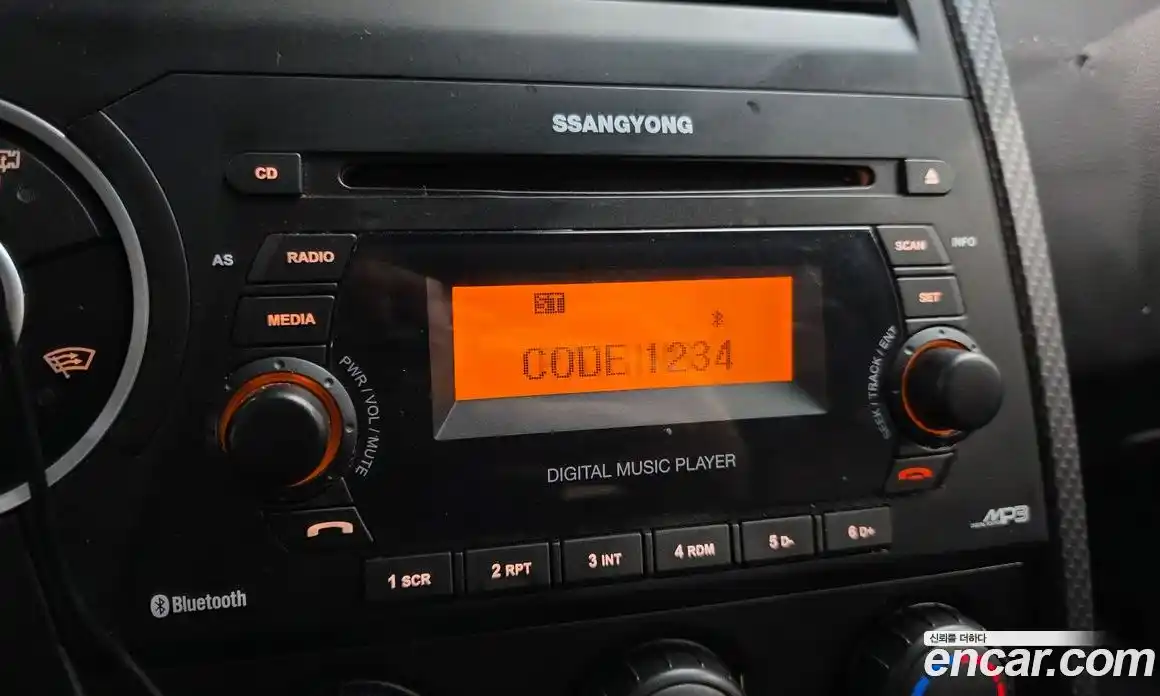 SSANGYONG
CD
AS
RADIO
SCAN
INFO
ST
MEDIA
SET
CODE 1234
PWR / VOL / MUTE
SEEK / TRACK / ENT
DIGITAL MUSIC PLAYER
MP3
1 SCR
2 RPT
3 INT
4 RDM
5 D-
6 D+
Bluetooth
신뢰를 더하다
encar.com